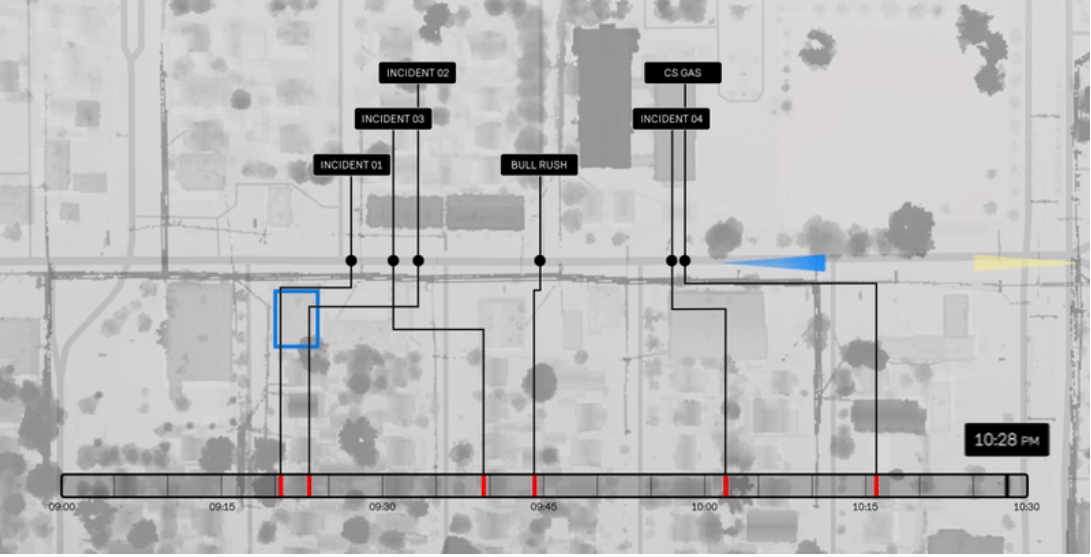 INCIDENT 02
CS GAS
INCIDENT 03
INCIDENT 04
INCIDENT 01
BULL RUSH
10:28 PM
09:00
09:15
09:30
09:45
10:00
10:15
10:30